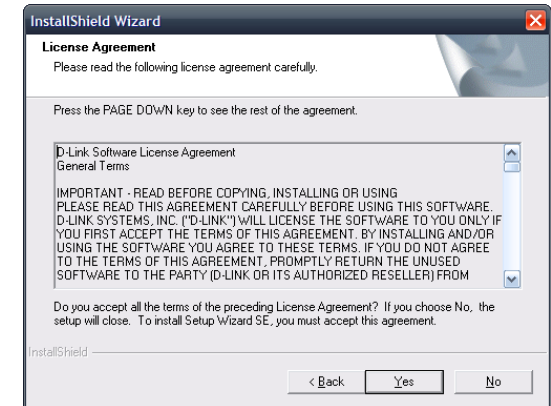 InstallShield Wizard
License Agreement
Please read the following license agreement carefully.
Press the PAGE DOWN key to see the rest of the agreement.
D-Link Software License Agreement
General Terms
IMPORTANT - READ BEFORE COPYING, INSTALLING OR USING
PLEASE READ THIS AGREEMENT CAREFULLY BEFORE USING THIS SOFTWARE.
D-LINK SYSTEMS, INC. ("D-LINK") WILL LICENSE THE SOFTWARE TO YOU ONLY IF
YOU FIRST ACCEPT THE TERMS OF THIS AGREEMENT. BY INSTALLING AND/OR
USING THE SOFTWARE YOU AGREE TO THESE TERMS. IF YOU DO NOT AGREE
TO THE TERMS OF THIS AGREEMENT, PROMPTLY RETURN THE UNUSED
SOFTWARE TO THE PARTY (D-LINK OR ITS AUTHORIZED RESELLER) FROM
Do you accept all the terms of the preceding License Agreement? If you choose No, the
setup will close. To install Setup Wizard SE, you must accept this agreement.
InstallShield
< Back
Yes
No